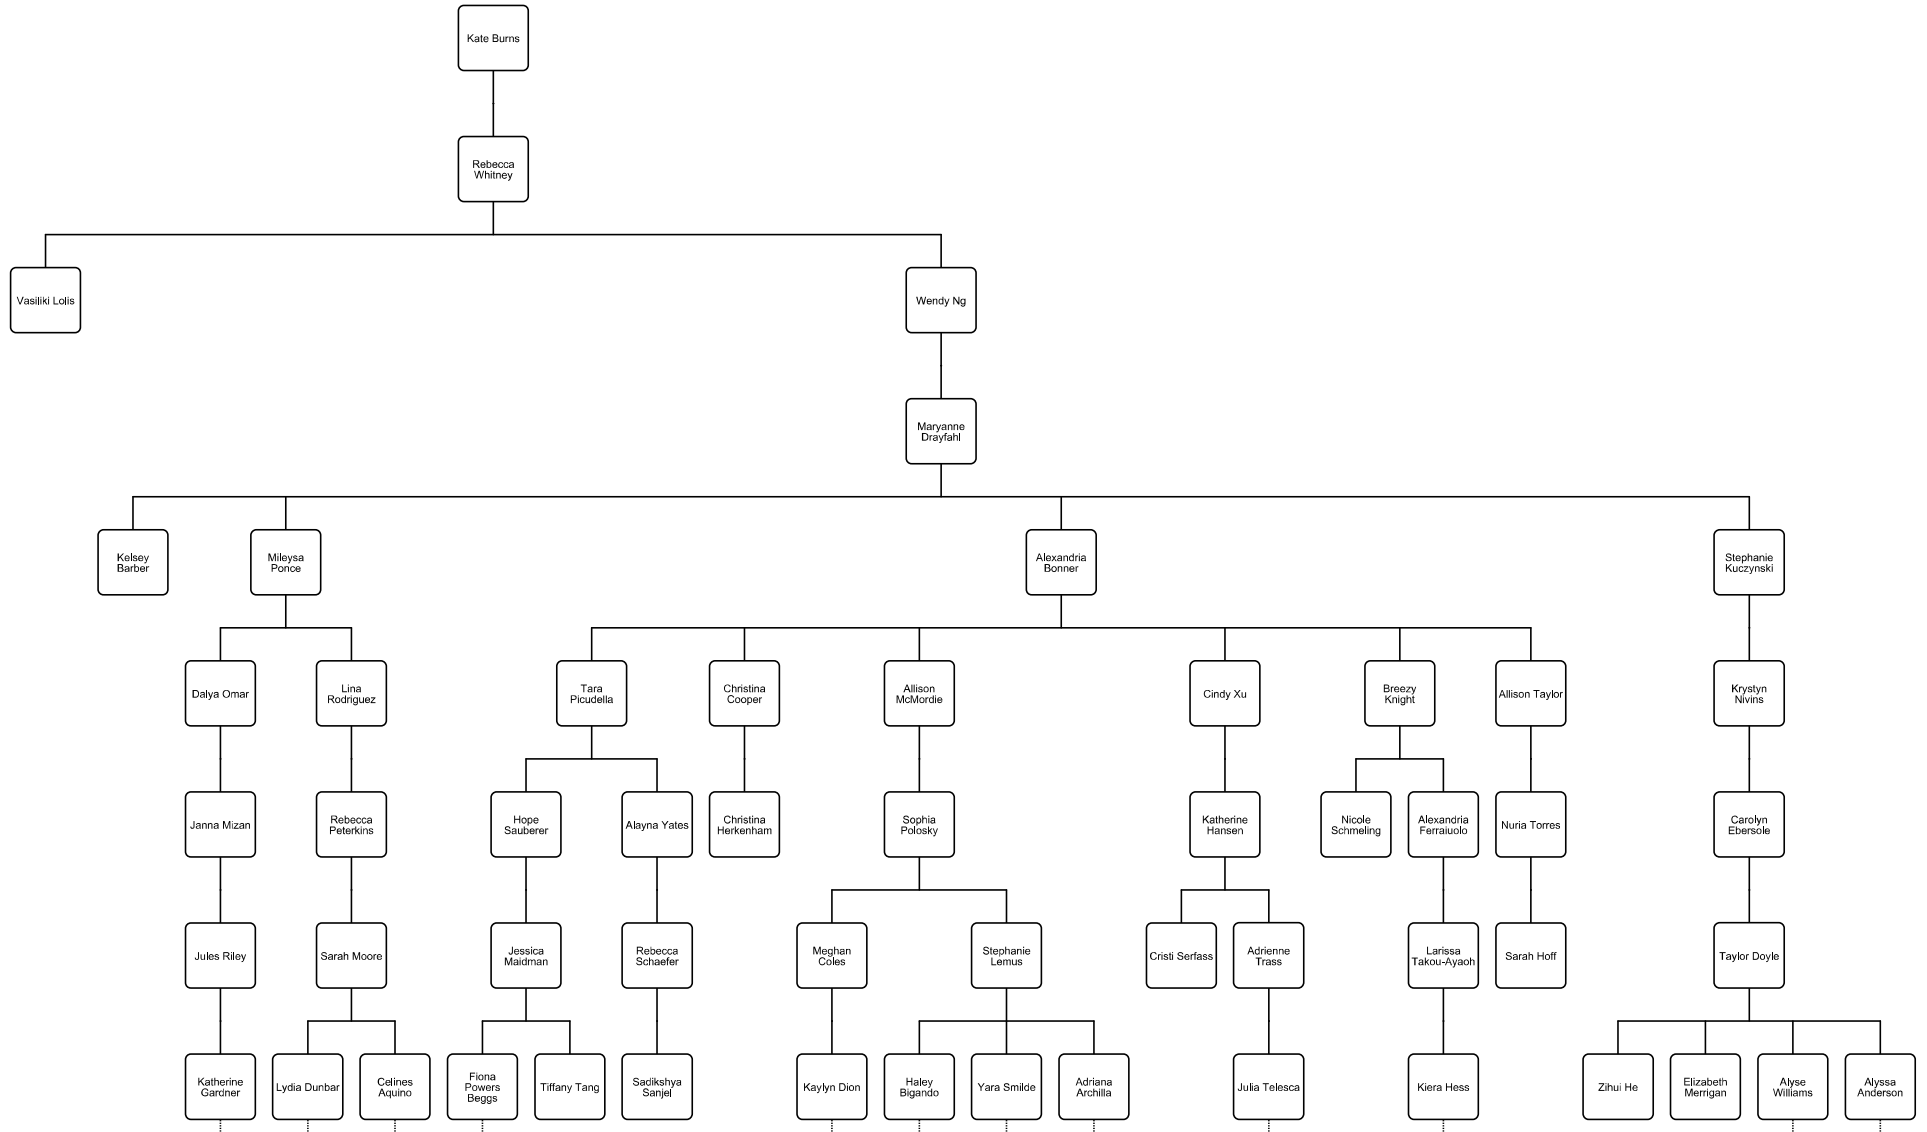 Kate Burns
Rebecca
Whitney
Vasiliki Lolis
Wendy Ng
Maryanne
Drayfahl
Kelsey
Barber
Mileysa
Ponce
Alexandria
Bonner
Stephanie
Kuczynski
Dalya Omar
Lina
Rodriguez
Tara
Picudella
Christina
Cooper
Allison
McMordie
Cindy Xu
Breezy
Knight
Allison Taylor
Krystyn
Nivins
Janna Mizan
Rebecca
Peterkins
Hope
Sauberer
Alayna Yates
Christina
Herkenham
Sophia
Polosky
Katherine
Hansen
Nicole
Schmeling
Alexandria
Ferraiuolo
Nuria Torres
Carolyn
Ebersole
Jules Riley
Sarah Moore
Jessica
Maidman
Rebecca
Schaefer
Meghan
Coles
Stephanie
Lemus
Cristi Serfass
Adrienne
Trass
Larissa
Takou-Ayaoh
Sarah Hoff
Taylor Doyle
Katherine
Gardner
Lydia Dunbar
Celines
Aquino
Fiona
Powers
Beggs
Tiffany Tang
Sadikshya
Sanjel
Kaylyn Dion
Haley
Bigando
Yara Smilde
Adriana
Archilla
Julia Telesca
Kiera Hess
Zihui He
Elizabeth
Merrigan
Alyse
Williams
Alyssa
Anderson